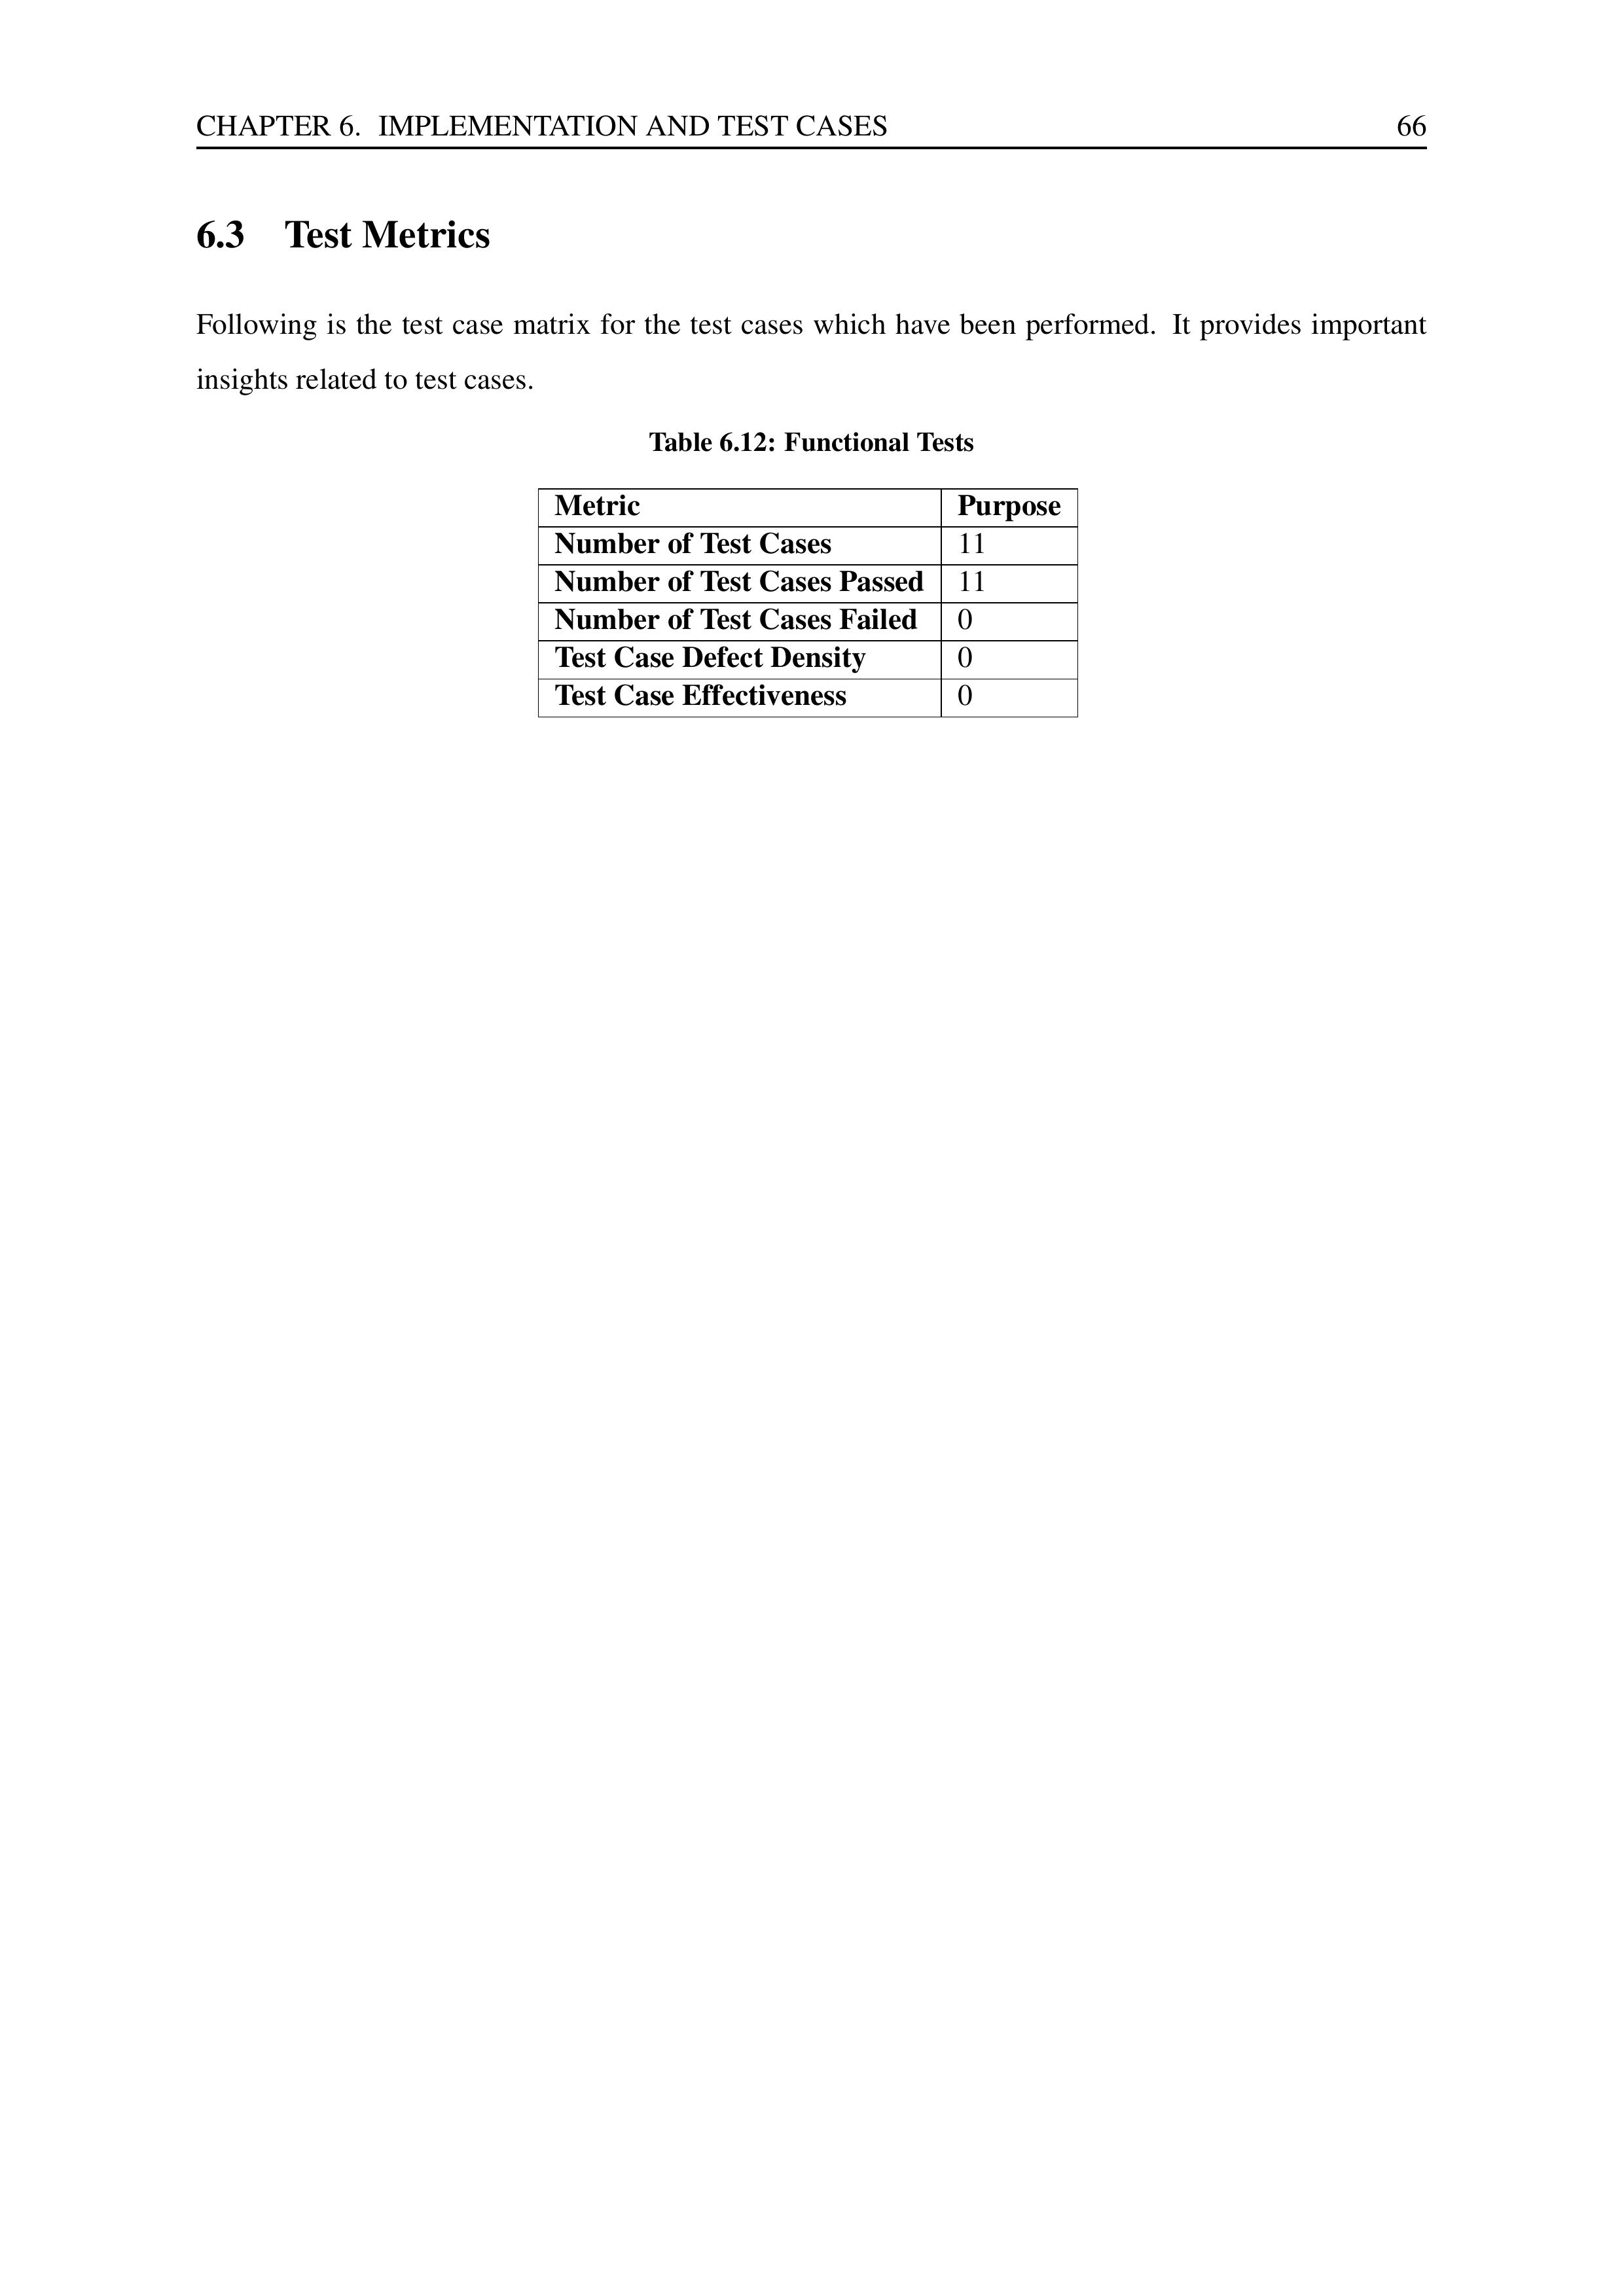 CHAPTER 6. IMPLEMENTATION AND TEST CASES 66
6.3 Test Metrics
Following is the test case matrix for the test cases which have been performed. It provides important
insights related to test cases.
Table 6.12: Functional Tests
Metric Purpose
Number of Test Cases 11
Number of Test Cases Passed 11
Number of Test Cases Failed 0
Test Case Defect Density 0
Test Case Effectiveness 0